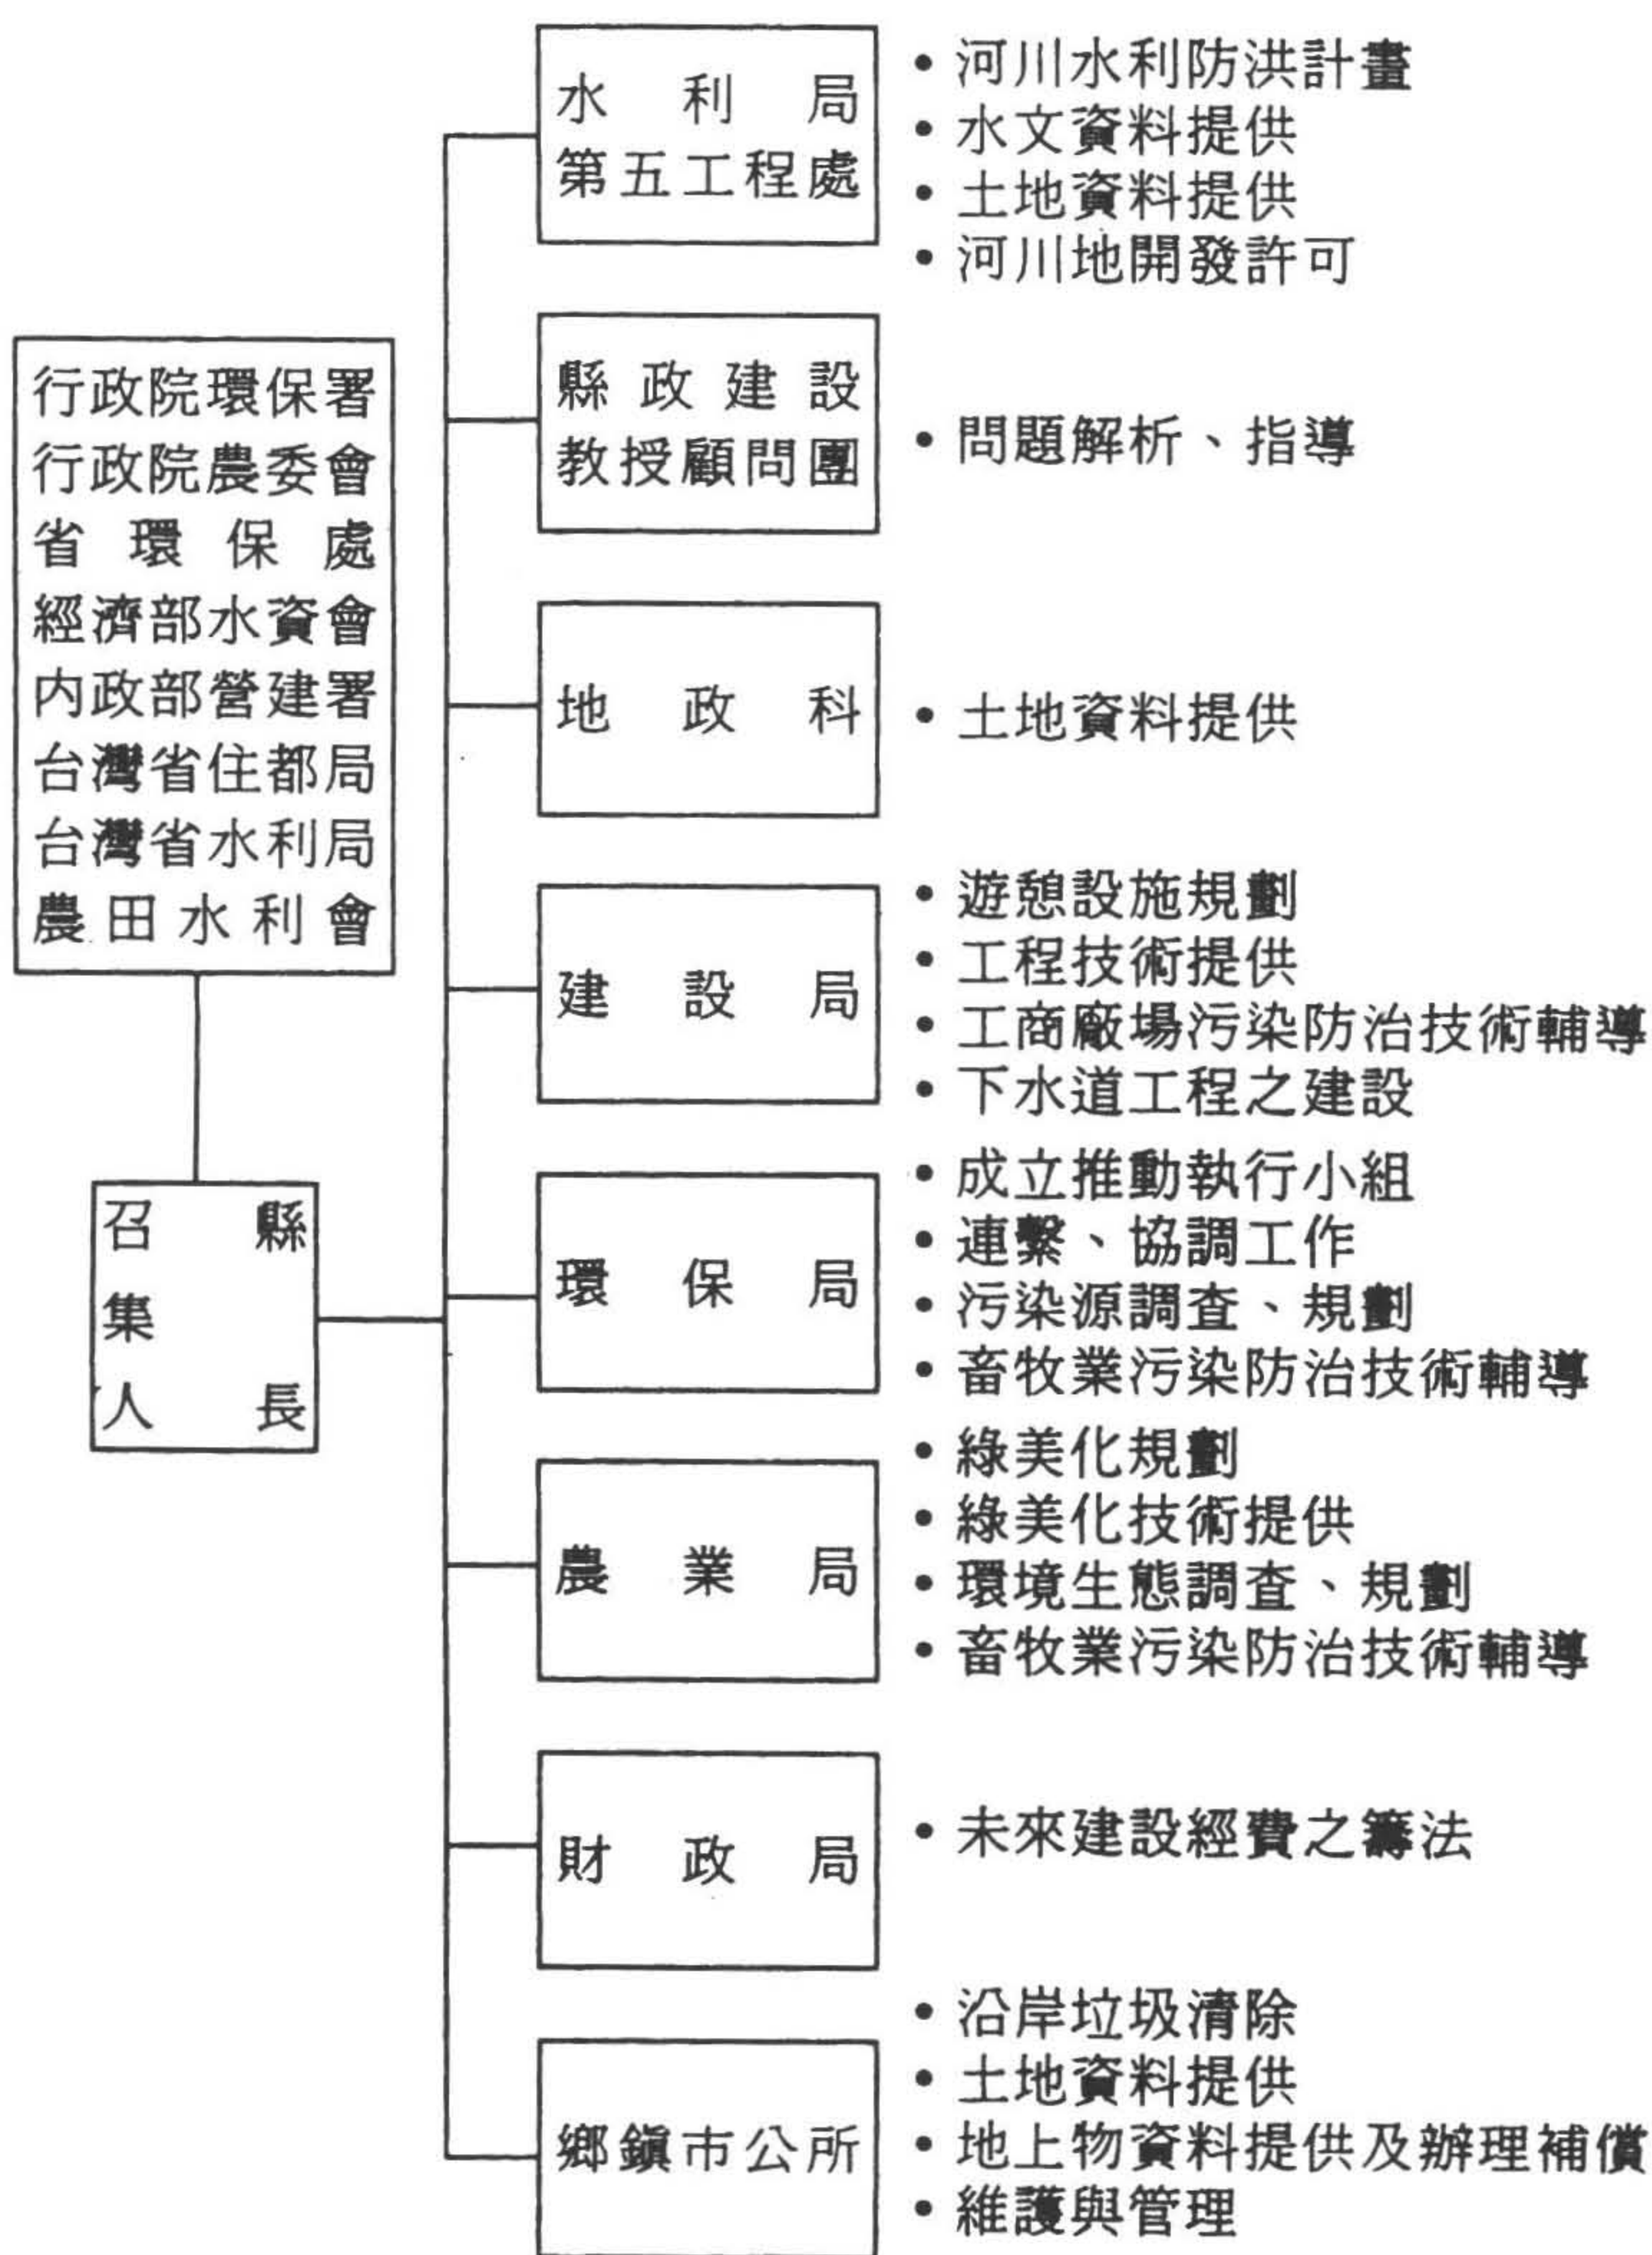 行政院環保署
行政院農委會
省環保處
經濟部水資會
内政部營建署
台灣省住都局
台灣省水利局
農田水利會
召集人
縣長
水利局
第五工程處
• 河川水利防洪計畫
• 水文資料提供
• 土地資料提供
• 河川地開發許可
縣政建設
教授顧問團
• 問題解析、指導
地政科
• 土地資料提供
建設局
• 遊憩設施規劃
• 工程技術提供
• 工商廠場污染防治技術輔導
• 下水道工程之建設
環保局
• 成立推動執行小組
• 連繫、協調工作
• 污染源調查、規劃
• 畜牧業污染防治技術輔導
農業局
• 綠美化規劃
• 綠美化技術提供
• 環境生態調查、規劃
• 畜牧業污染防治技術輔導
財政局
• 未來建設經費之籌法
鄉鎮市公所
• 沿岸垃圾清除
• 土地資料提供
• 地上物資料提供及辦理補償
• 維護與管理